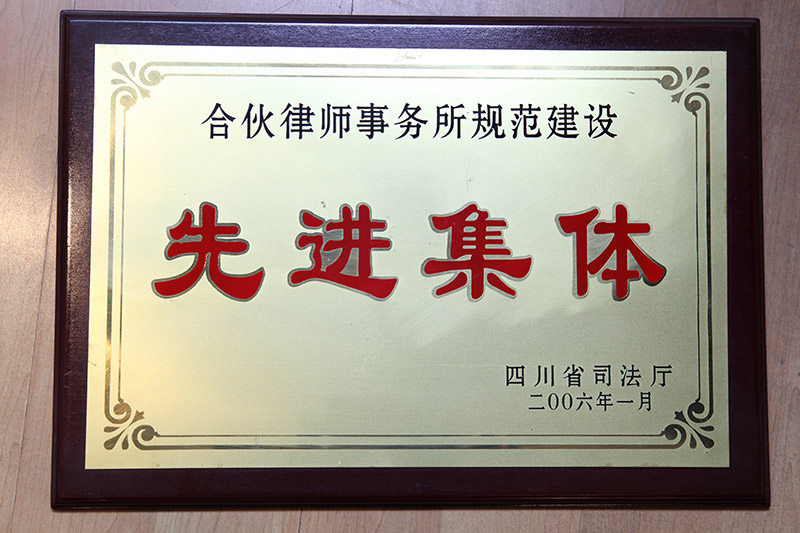 合伙律师事务所规范建设
先进集体
四川省司法厅
二00六年一月